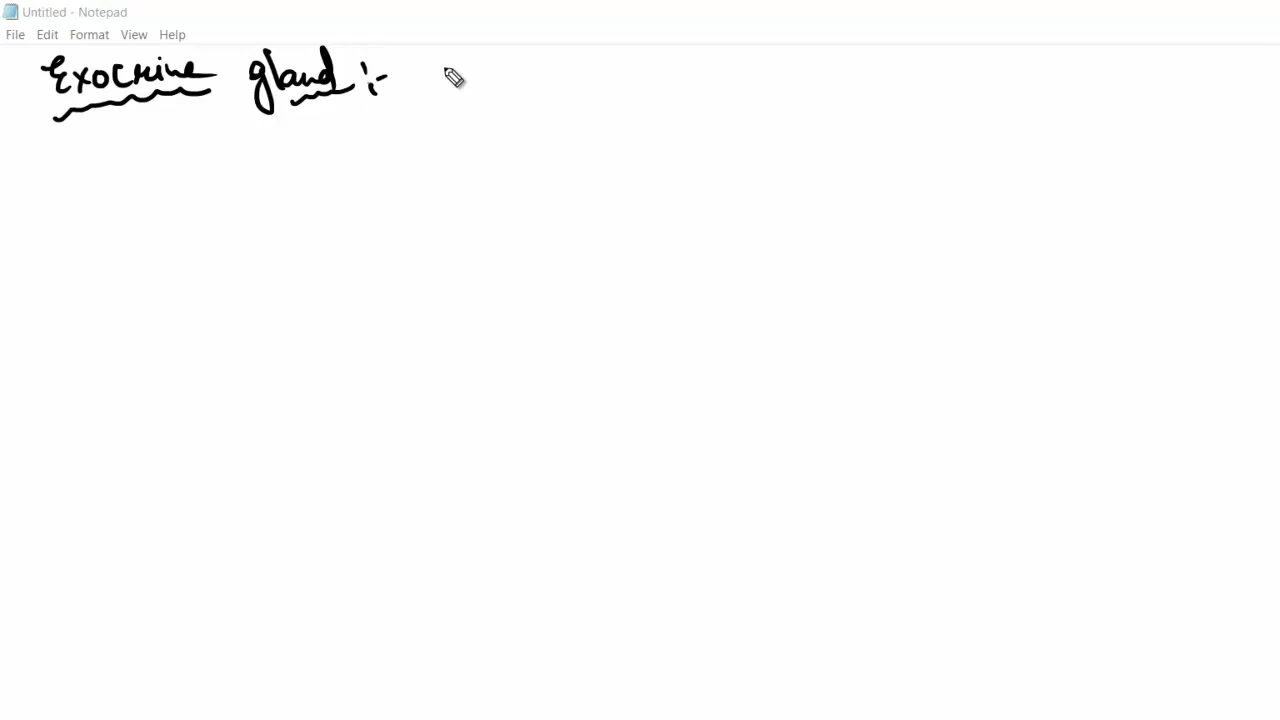 Untitled - Notepad
File Edit Format View Help
Exocrine gland :-